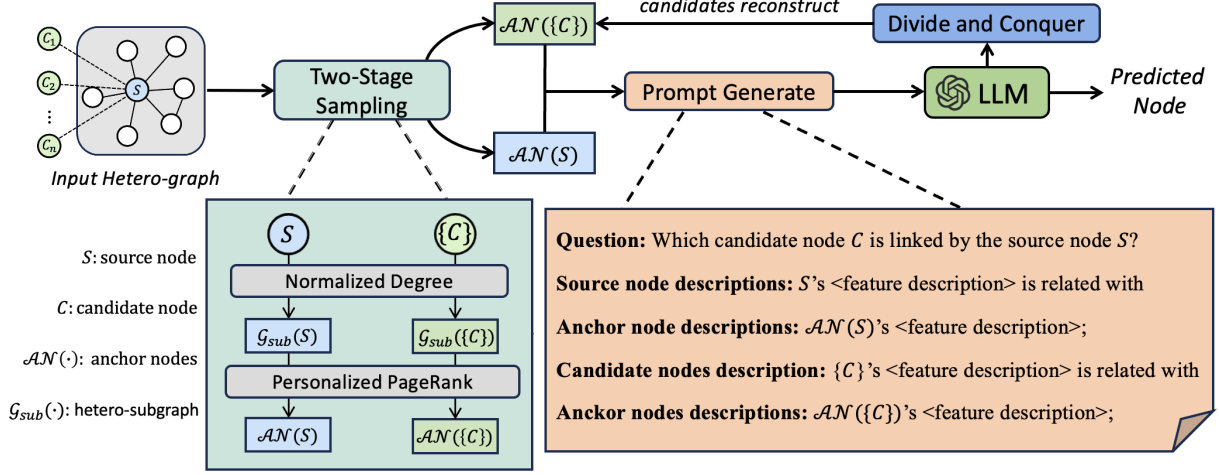 candidates reconstruct
C₁
C₂
⋮
Cₙ
S
Input Hetero-graph
Two-Stage
Sampling
𝒜𝒩({C})
𝒜𝒩(S)
Prompt Generate
Divide and Conquer
LLM
Predicted
Node
S: source node
C: candidate node
𝒜𝒩(·): anchor nodes
𝒢sub(·): hetero-subgraph
S
{C}
Normalized Degree
𝒢sub(S)
𝒢sub({C})
Personalized PageRank
𝒜𝒩(S)
𝒜𝒩({C})
Question: Which candidate node C is linked by the source node S?
Source node descriptions: S's <feature description> is related with
Anchor node descriptions: 𝒜𝒩(S)'s <feature description>;
Candidate nodes description: {C}'s <feature description> is related with
Anckor nodes descriptions: 𝒜𝒩({C})'s <feature description>;